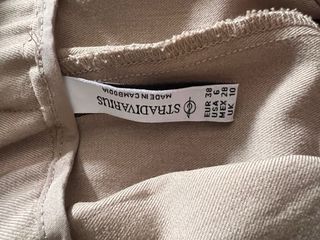 STRADIVARIUS
MADE IN CAMBODIA
EUR 38
USA 6
MEX 28
UK 10